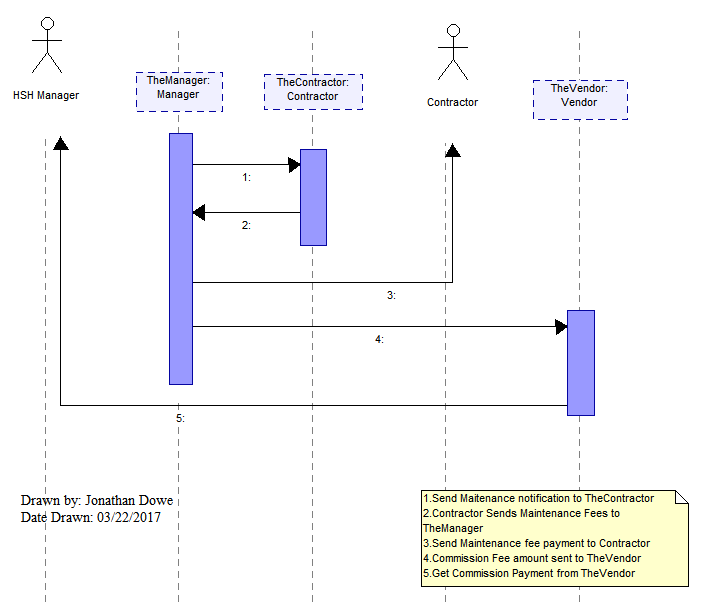 HSH Manager
TheManager:
Manager
TheContractor:
Contractor
Contractor
TheVendor:
Vendor
1:
2:
3:
4:
5:
Drawn by: Jonathan Dowe
Date Drawn: 03/22/2017
1.Send Maitenance notification to TheContractor
2.Contractor Sends Maintenance Fees to
TheManager
3.Send Maintenance fee payment to Contractor
4.Commission Fee amount sent to TheVendor
5.Get Commission Payment from TheVendor